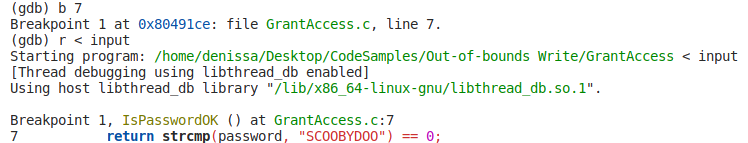 (gdb) b 7
Breakpoint 1 at 0x80491ce: file GrantAccess.c, line 7.
(gdb) r < input
Starting program: /home/denissa/Desktop/CodeSamples/Out-of-bounds Write/GrantAccess < input
[Thread debugging using libthread_db enabled]
Using host libthread_db library "/lib/x86_64-linux-gnu/libthread_db.so.1".

Breakpoint 1, IsPasswordOK () at GrantAccess.c:7
7           return strcmp(password, "SCOOBYDOO") == 0;